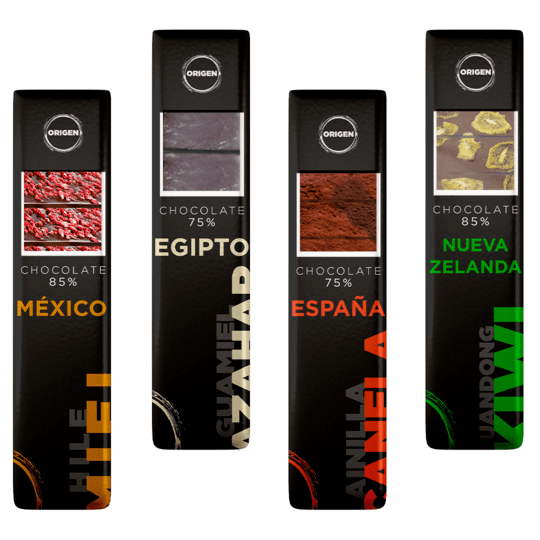 ORIGEN
CHOCOLATE
85%
MÉXICO
HILE
MIEL
ORIGEN
CHOCOLATE
75%
EGIPTO
GUAMIEL
AZAHAR
ORIGEN
CHOCOLATE
75%
ESPAÑA
AINILLA
CANELA
ORIGEN
CHOCOLATE
85%
NUEVA
ZELANDA
UANDONG
KIWI